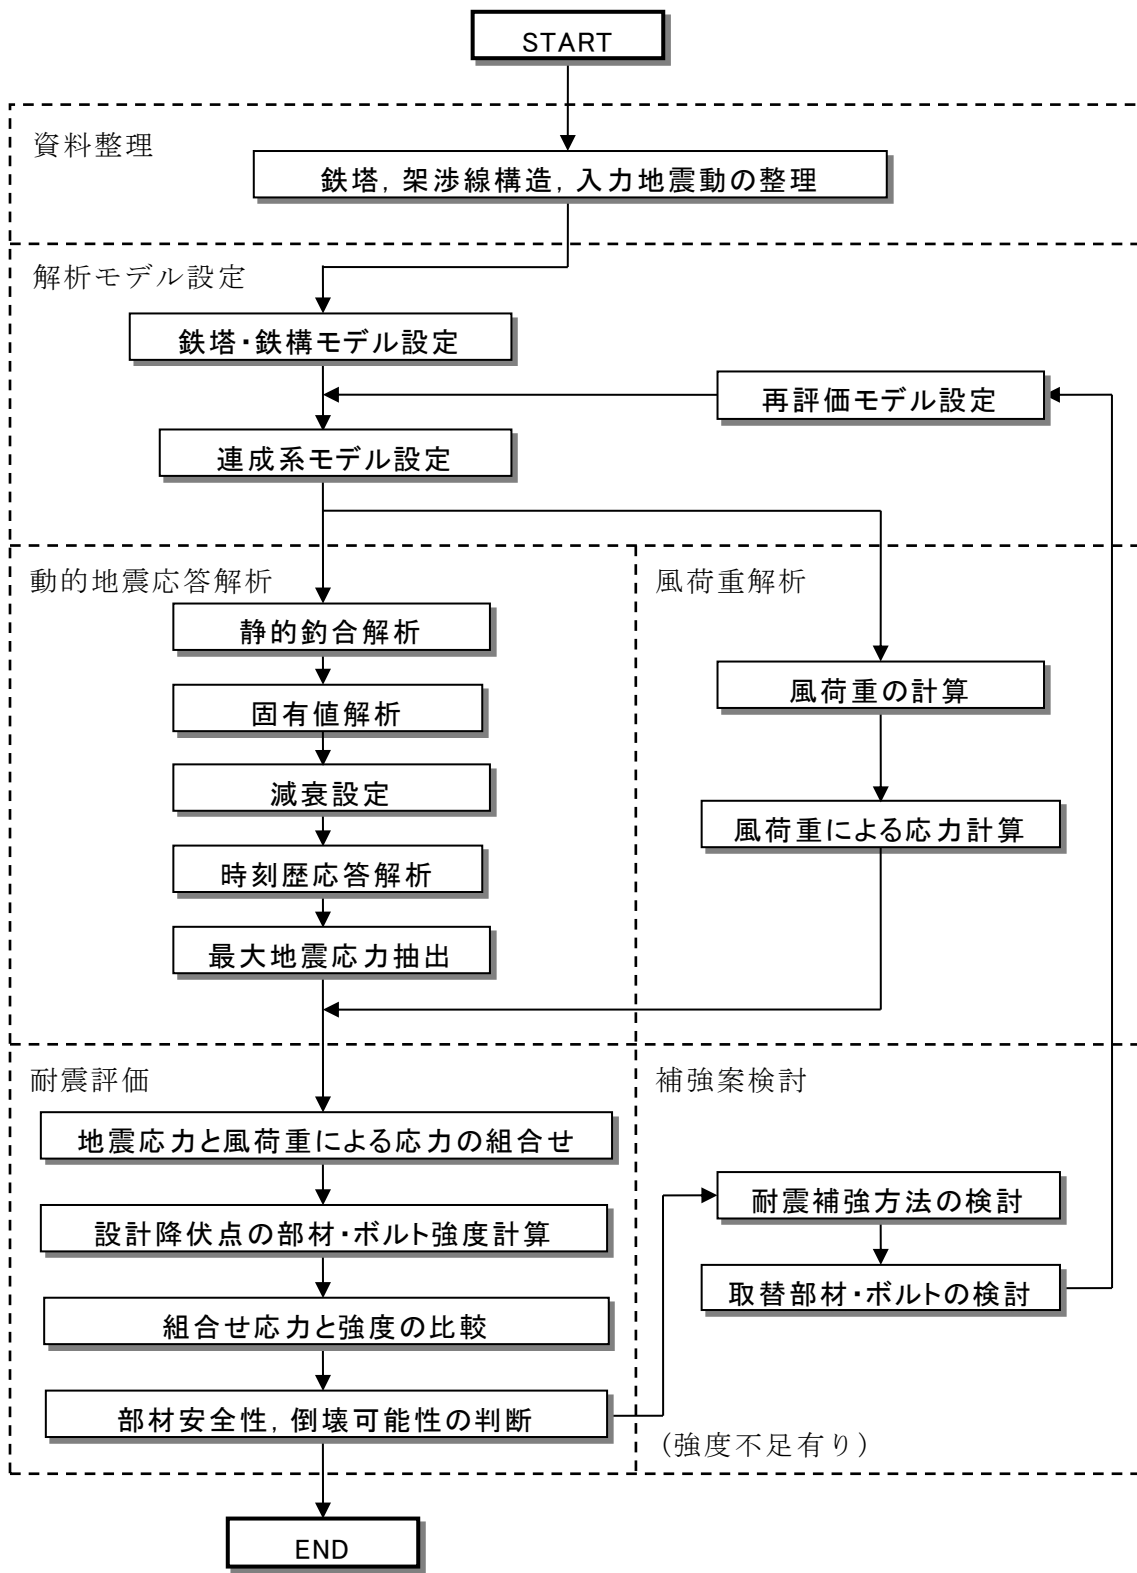 START
資料整理
鉄塔，架渉線構造，入力地震動の整理
解析モデル設定
鉄塔・鉄構モデル設定
再評価モデル設定
連成系モデル設定
動的地震応答解析
風荷重解析
静的釣合解析
固有値解析
風荷重の計算
減衰設定
風荷重による応力計算
時刻歴応答解析
最大地震応力抽出
耐震評価
補強案検討
地震応力と風荷重による応力の組合せ
耐震補強方法の検討
設計降伏点の部材・ボルト強度計算
取替部材・ボルトの検討
組合せ応力と強度の比較
部材安全性，倒壊可能性の判断
(強度不足有り)
END